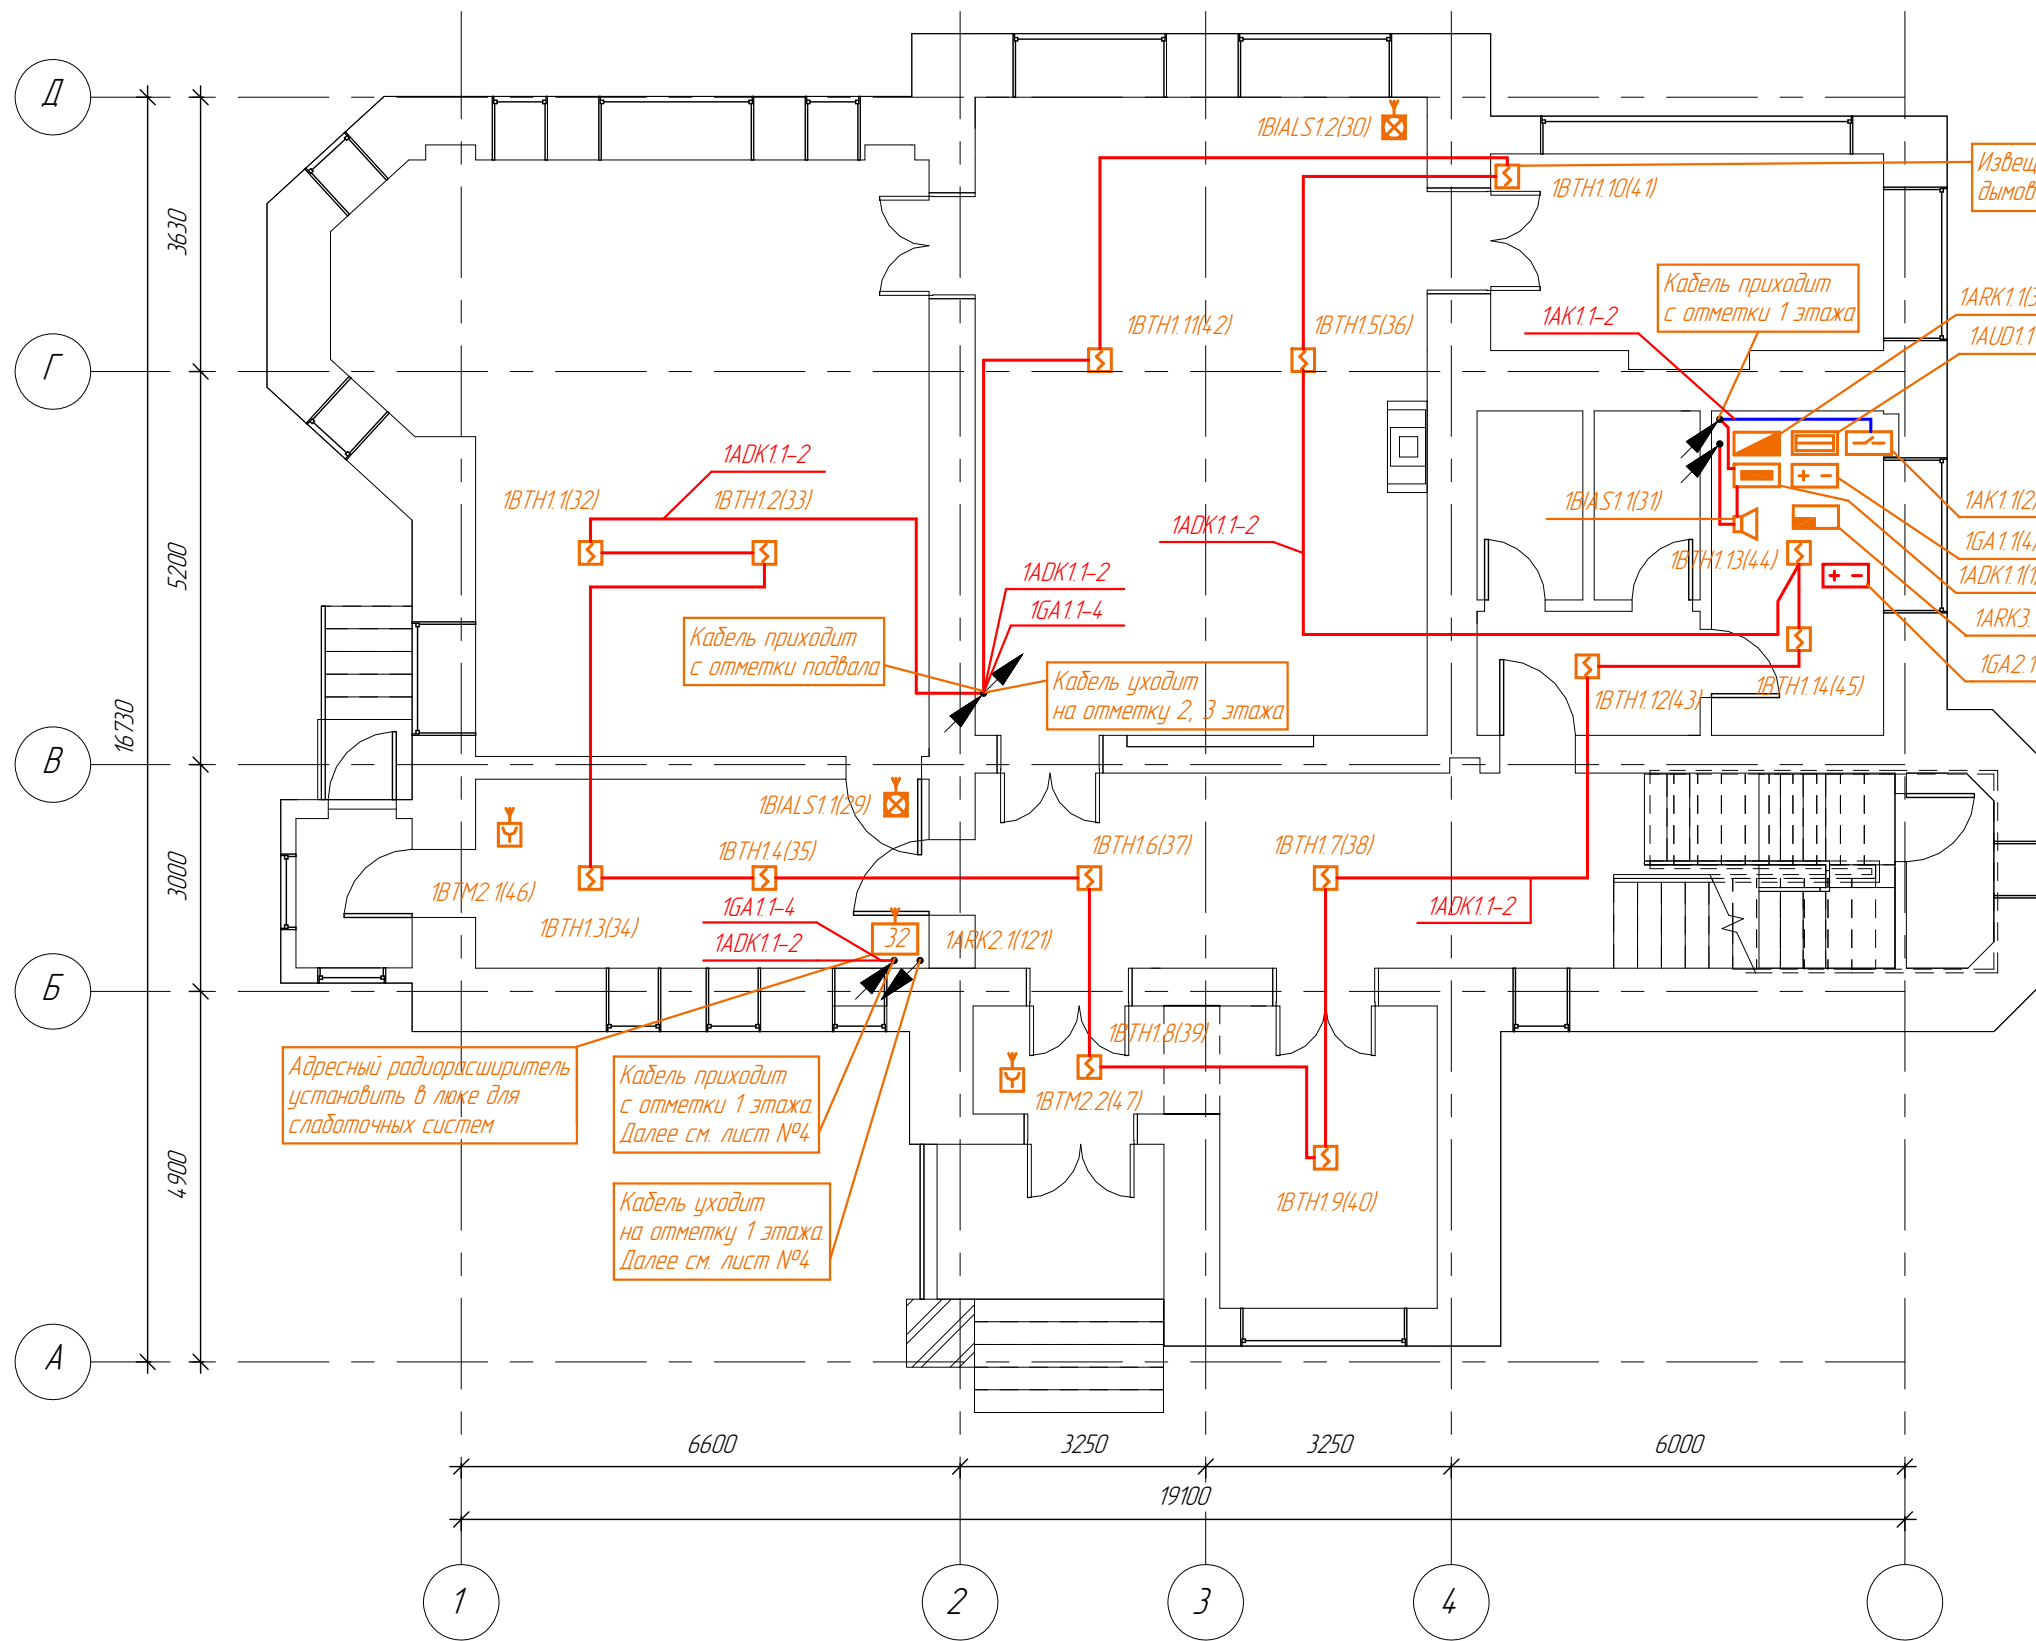 Д
1BIALS1.2(30)
Извещ
дымов
1BTH1.10(41)
3630
Кабель приходит
с отметки 1 этажа
1ARK1.1(3
1BTH1.11(42)
1BTH1.5(36)
1AK1.1-2
1AUD1.1
Г
1ADK1.1-2
1BTH1.1(32)
1BTH1.2(33)
1BIAS1.1(31)
1AK1.1(2)
1ADK1.1-2
1GA1.1(4)
5200
1BTH1.13(44)
1ADK1.1-2
1ADK1.1(1)
1GA1.1-4
1ARK3.
Кабель приходит
с отметки подвала
1GA2.1
Кабель уходит
на отметку 2, 3 этажа
1BTH1.12(43)
1BTH1.14(45)
16730
В
1BIALS1.1(29)
1BTH1.4(35)
1BTH1.6(37)
1BTH1.7(38)
3000
1BTM2.1(46)
1GA1.1-4
1ADK1.1-2
1BTH1.3(34)
1ADK1.1-2
32
1ARK2.1(121)
Б
1BTH1.8(39)
Адресный радиорасширитель
установить в люке для
слаботочных систем
Кабель приходит
с отметки 1 этажа.
Далее см. лист №4
1BTM2.2(47)
4900
Кабель уходит
на отметку 1 этажа.
Далее см. лист №4
1BTH1.9(40)
А
6600
3250
3250
6000
19100
1
2
3
4